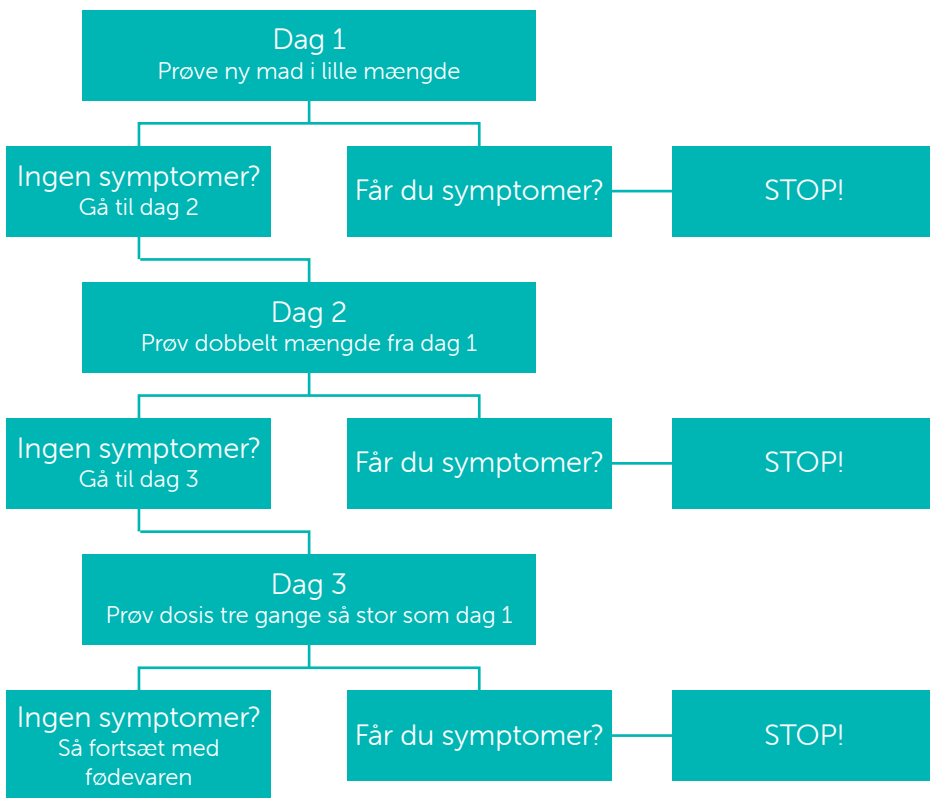 Dag 1
Prøve ny mad i lille mængde
Ingen symptomer?
Gå til dag 2
Får du symptomer?
STOP!
Dag 2
Prøv dobbelt mængde fra dag 1
Ingen symptomer?
Gå til dag 3
Får du symptomer?
STOP!
Dag 3
Prøv dosis tre gange så stor som dag 1
Ingen symptomer?
Så fortsæt med
fødevaren
Får du symptomer?
STOP!